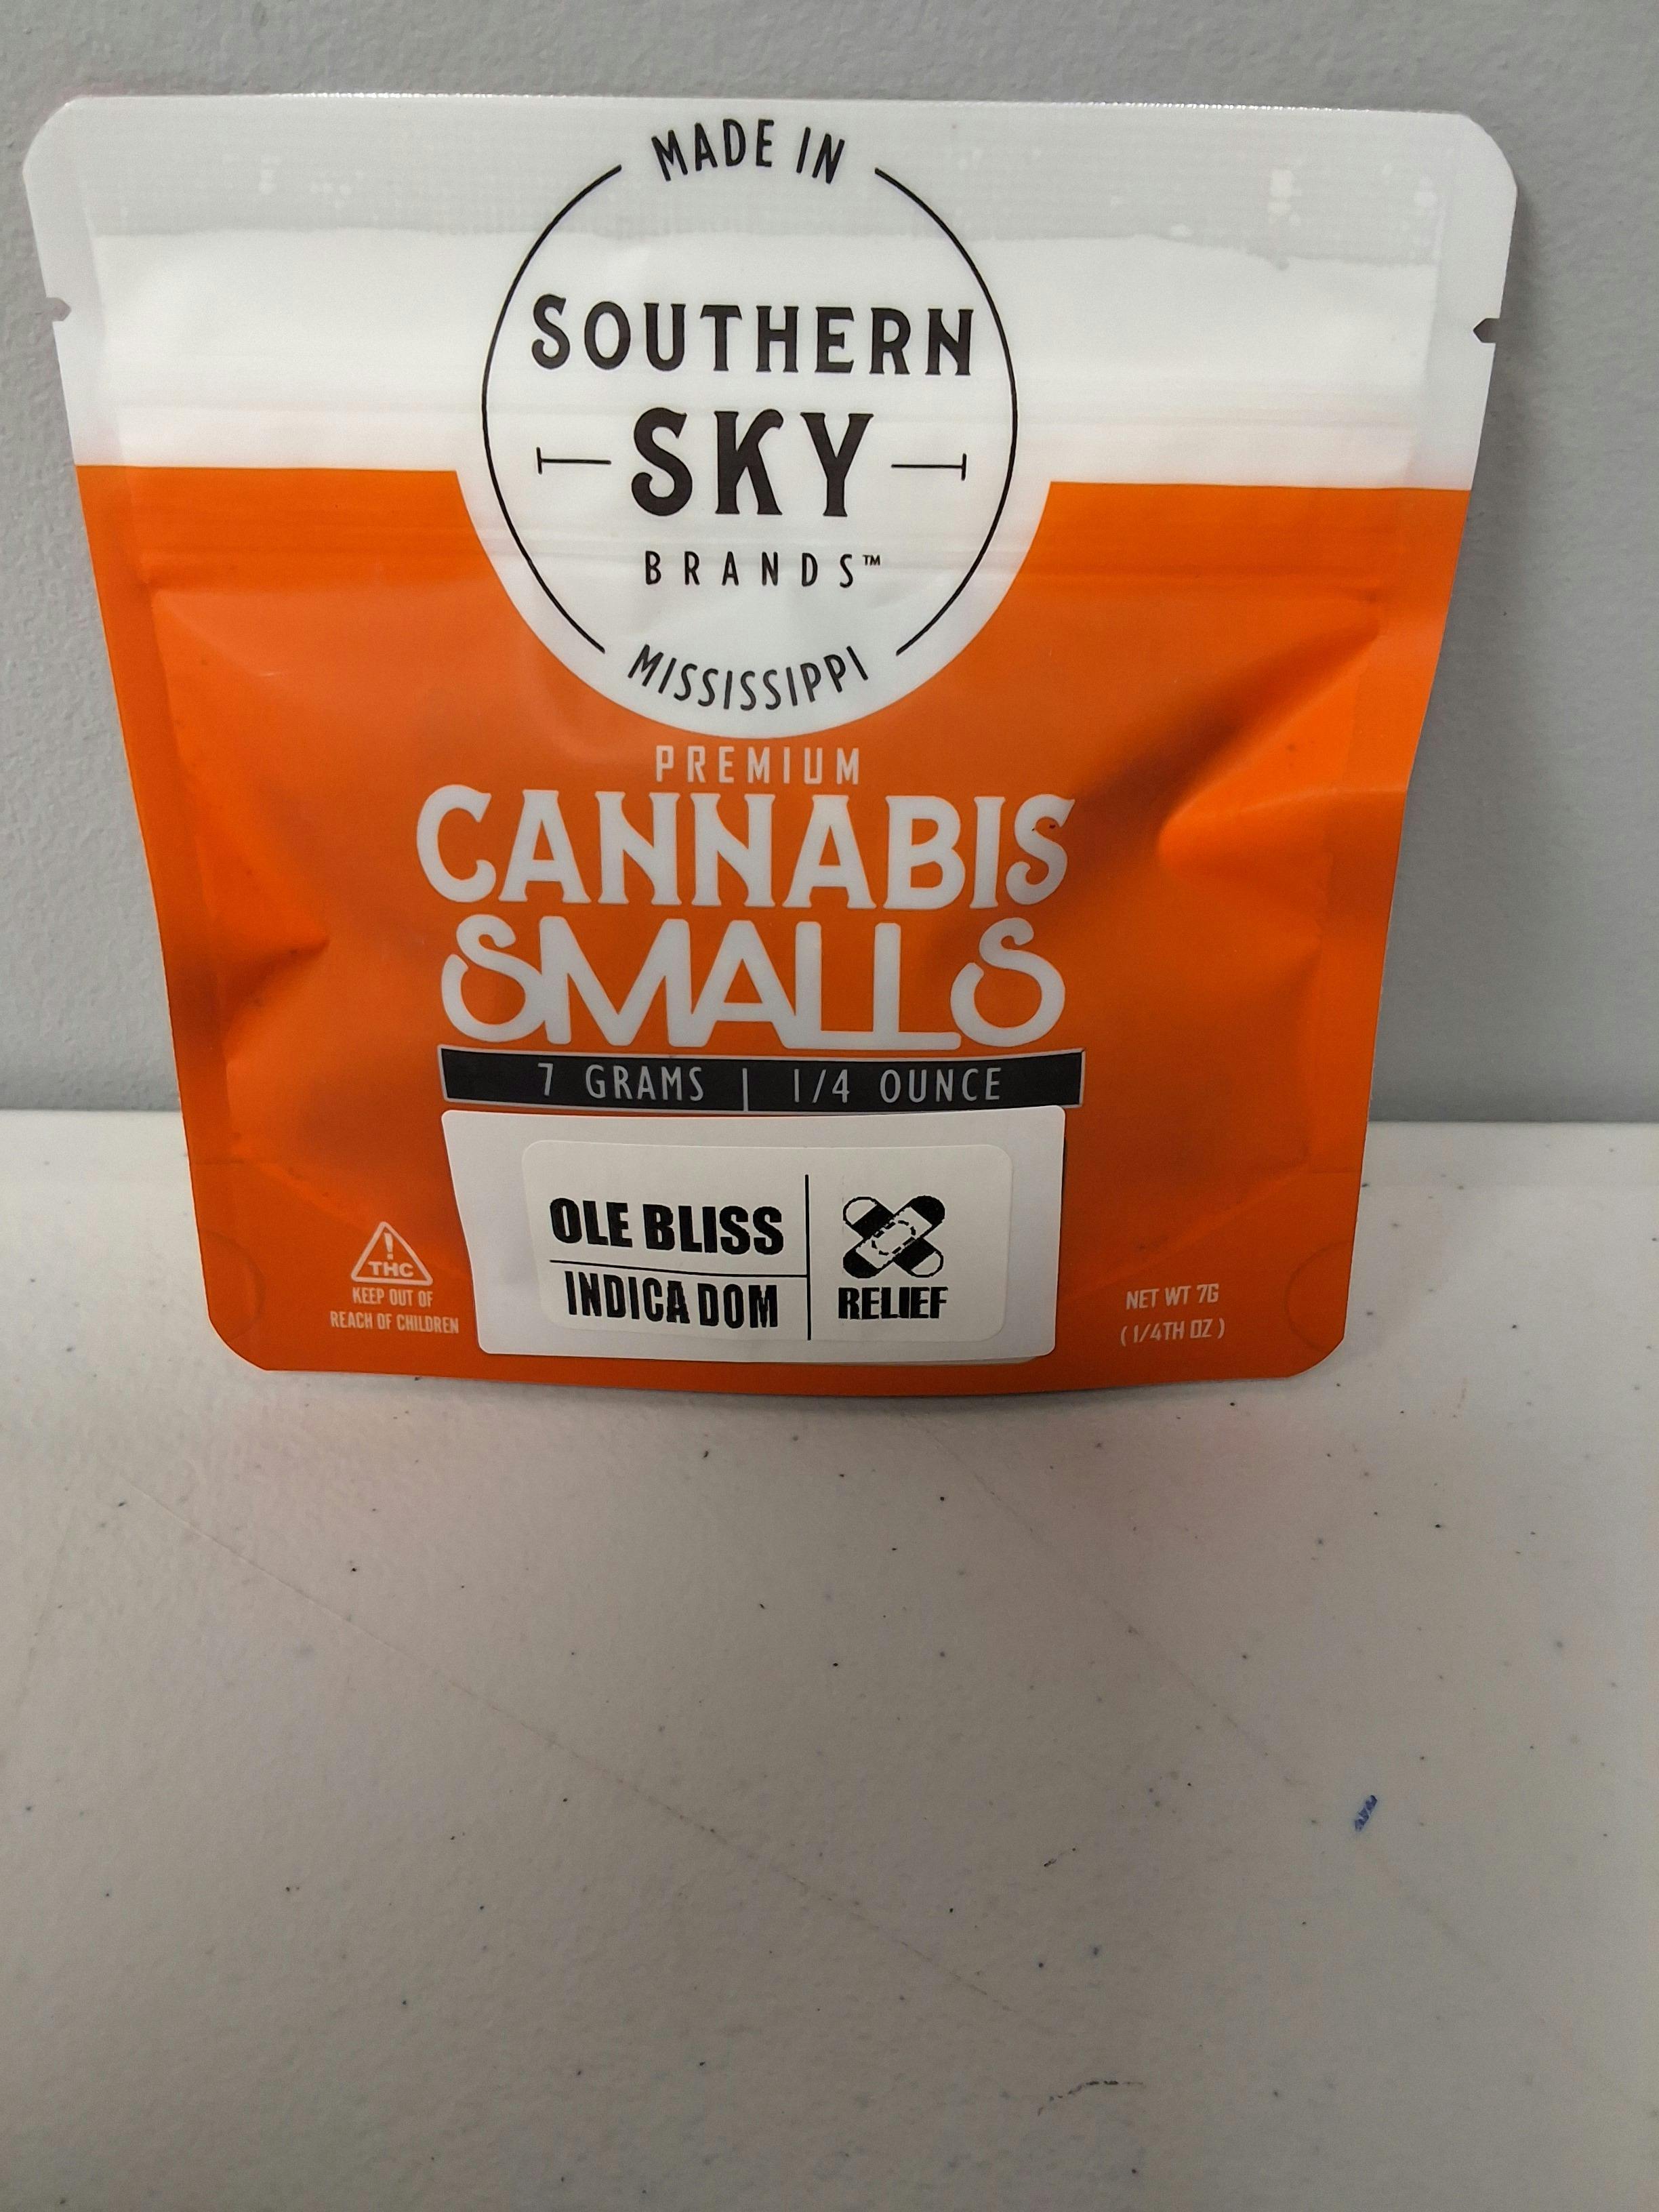 MADE IN
SOUTHERN
SKY
BRANDS™
MISSISSIPPI
PREMIUM
CANNABIS
SMALLS
7 GRAMS | 1/4 OUNCE
OLE BLISS
INDICA DOM
RELIEF
!
THC
KEEP OUT OF
REACH OF CHILDREN
NET WT 7G
(1/4TH OZ)